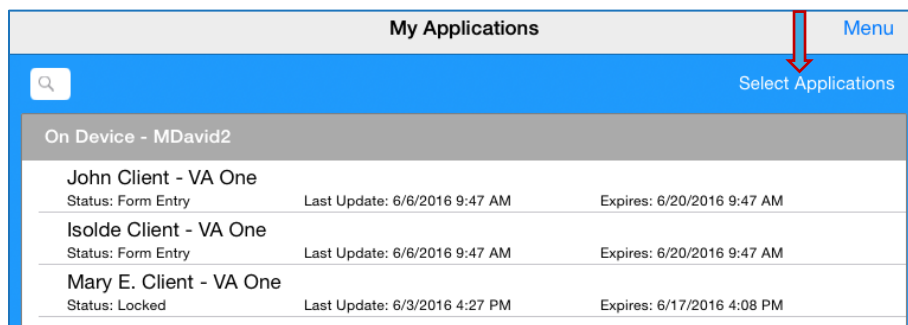 My Applications Menu
Select Applications
On Device - MDavid2
John Client - VA One
Status: Form Entry Last Update: 6/6/2016 9:47 AM Expires: 6/20/2016 9:47 AM
Isolde Client - VA One
Status: Form Entry Last Update: 6/6/2016 9:47 AM Expires: 6/20/2016 9:47 AM
Mary E. Client - VA One
Status: Locked Last Update: 6/3/2016 4:27 PM Expires: 6/17/2016 4:08 PM